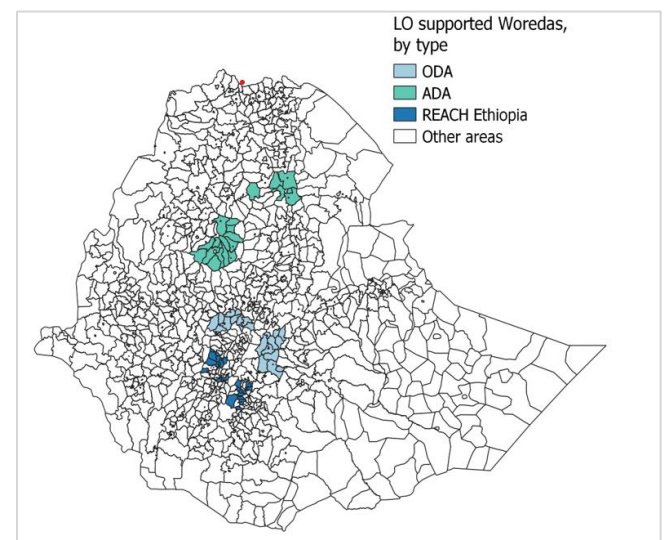 LO supported Woredas,
by type
ODA
ADA
REACH Ethiopia
Other areas